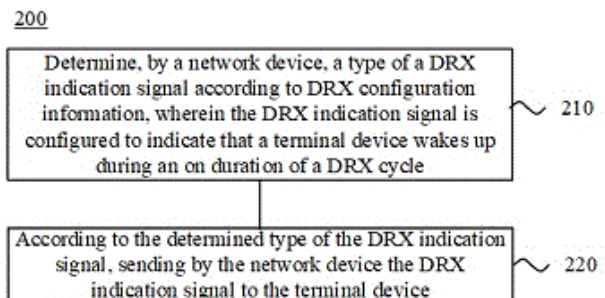 200
Determine, by a network device, a type of a DRX
indication signal according to DRX configuration
information, wherein the DRX indication signal is
configured to indicate that a terminal device wakes up
during an on duration of a DRX cycle
210
According to the determined type of the DRX indication
signal, sending by the network device the DRX
indication signal to the terminal device
220